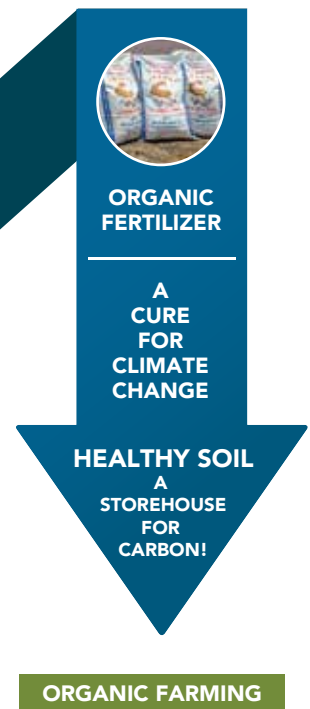 ORGANIC
FERTILIZER
A
CURE
FOR
CLIMATE
CHANGE
HEALTHY SOIL
A
STOREHOUSE
FOR
CARBON!
ORGANIC FARMING